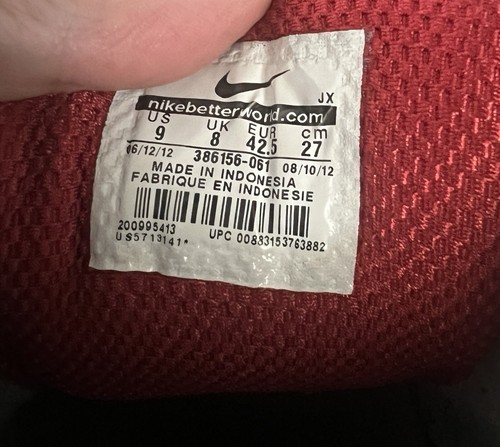 JX
nikebetterworld.com
US UK EUR cm
9 8 42.5 27
06/12/12 386156-061 08/10/12
MADE IN INDONESIA
FABRIQUE EN INDONESIE
200995413
US5713141* UPC 00883153763882